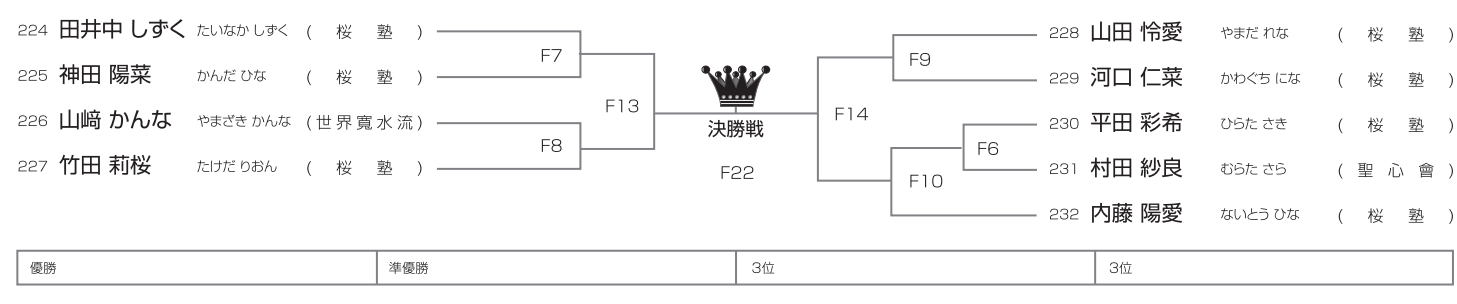 224 田井中 しずく たいなか しずく ( 桜 塾 )
225 神田 陽菜 かんだ ひな ( 桜 塾 )
226 山﨑 かんな やまざき かんな ( 世界寛水流 )
227 竹田 莉桜 たけだ りおん ( 桜 塾 )
F7
F8
F13
決勝戦
F22
F14
F9
F10
F6
228 山田 怜愛 やまだ れな ( 桜 塾 )
229 河口 仁菜 かわぐち にな ( 桜 塾 )
230 平田 彩希 ひらた さき ( 桜 塾 )
231 村田 紗良 むらた さら ( 聖 心 會 )
232 内藤 陽愛 ないとう ひな ( 桜 塾 )
優勝 準優勝 3位 3位